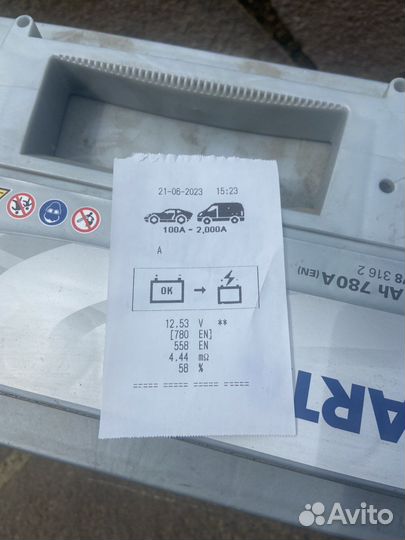 21-06-2023 15:23
100A - 2,000A
A
OK
12.53 V **
[780 EN]
558 EN
4.44 mΩ
58 %
Ah 780A (EN)
78 316 2
ART
Avito